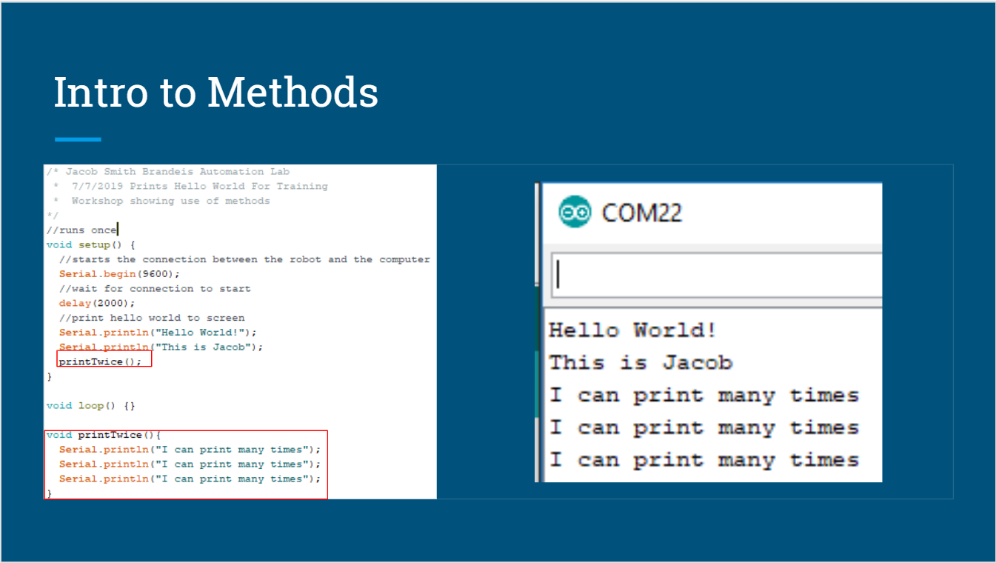 Intro to Methods
/* Jacob Smith Brandeis Automation Lab
 *  7/7/2019 Prints Hello World For Training
 *  Workshop showing use of methods
*/
//runs once
void setup() {
  //starts the connection between the robot and the computer
  Serial.begin(9600);
  //wait for connection to start
  delay(2000);
  //print hello world to screen
  Serial.println("Hello World!");
  Serial.println("This is Jacob");
  printTwice();
}
void loop() {}
void printTwice(){
  Serial.println("I can print many times");
  Serial.println("I can print many times");
  Serial.println("I can print many times");
}
COM22
Hello World!
This is Jacob
I can print many times
I can print many times
I can print many times